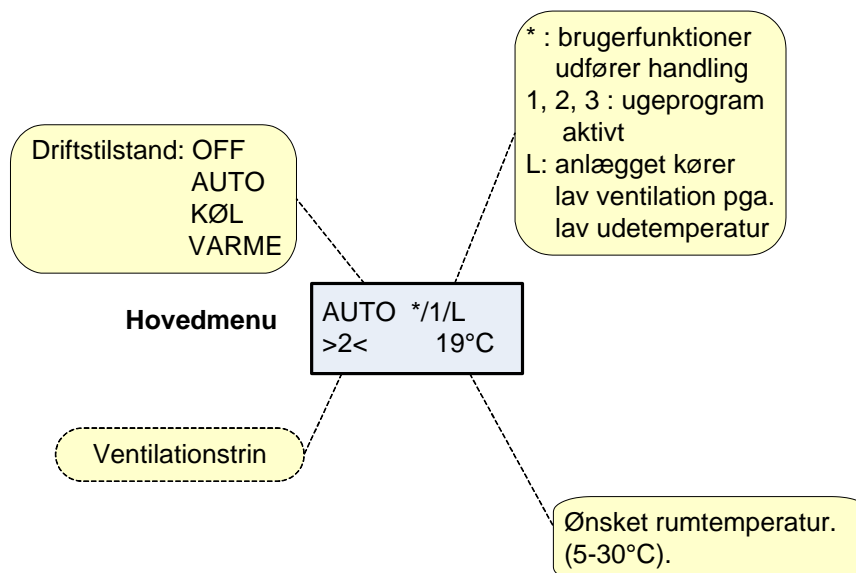 * : brugerfunktioner
udfører handling
1, 2, 3 : ugeprogram
aktivt
L: anlægget kører
lav ventilation pga.
lav udetemperatur
Driftstilstand: OFF
AUTO
KØL
VARME
Hovedmenu
AUTO */1/L
>2< 19°C
Ventilationstrin
Ønsket rumtemperatur.
(5-30°C).